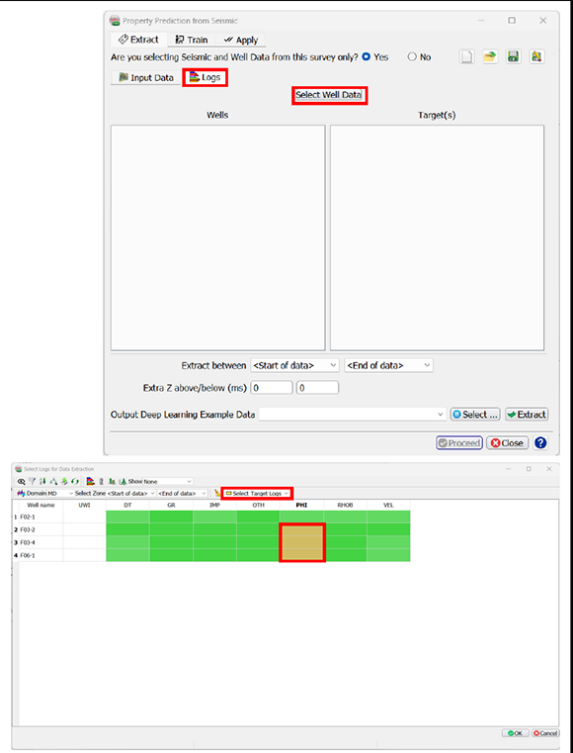 Property Prediction from Seismic
Extract Train Apply
Are you selecting Seismic and Well Data from this survey only? Yes No
Input Data Logs
Select Well Data
Wells Target(s)
Extract between <Start of data> <End of data>
Extra Z above/below (ms) 0 0
Output Deep Learning Example Data Select ... Extract
Proceed Close ?
Select Logs for Data Extraction
Show None
Domain MD Select Zone <Start of data> <End of data> Select Target Logs
Well name UWI DT GR IMP OTH PHI RHOB VEL
1 F02-1
2 F03-2
3 F03-4
4 F06-1
OK Cancel